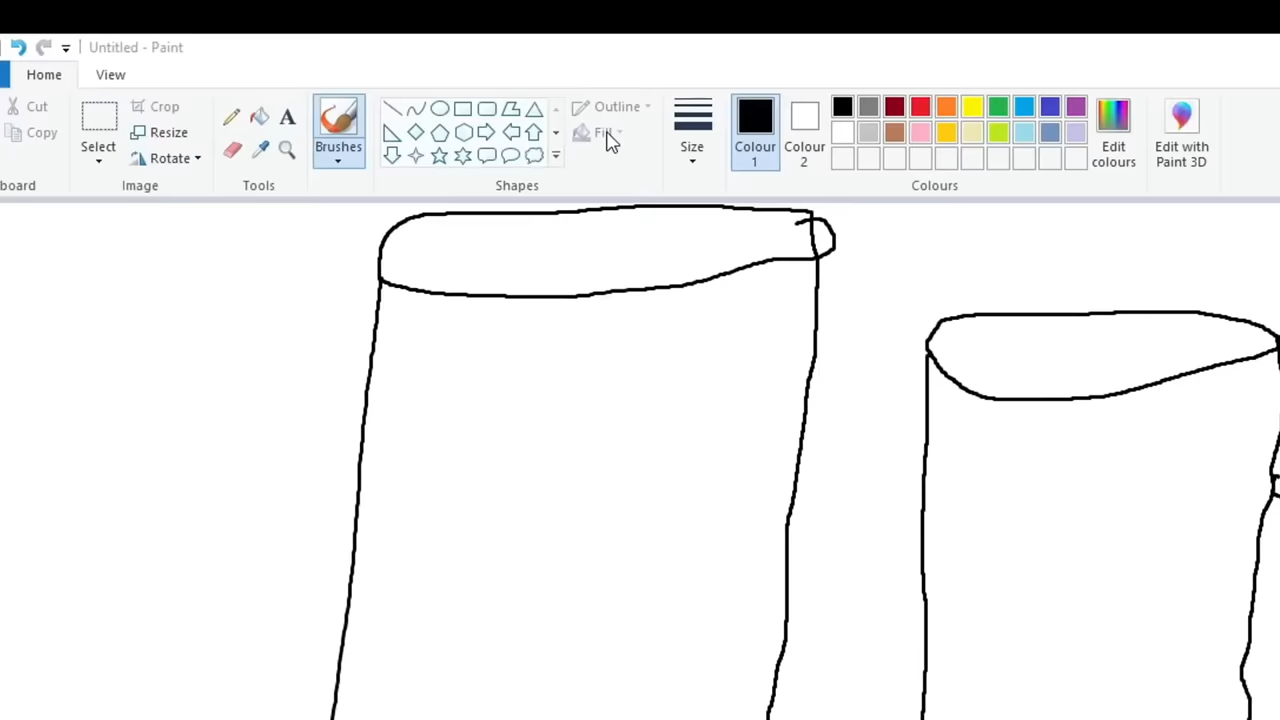 Untitled - Paint
Home View
Cut
Copy
board
Select
Crop
Resize
Rotate
Image
A
Tools
Brushes
Shapes
Outline
Fill
Size
Colour 1
Colour 2
Colours
Edit colours
Edit with Paint 3D